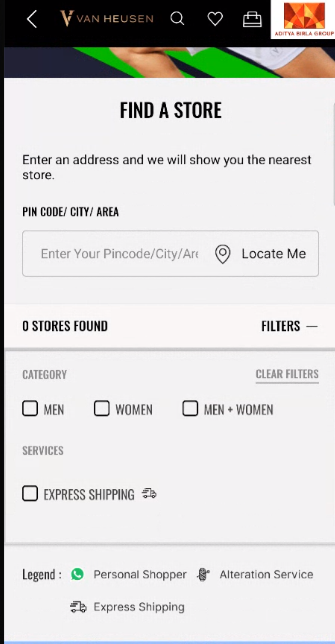 VAN HEUSEN
ADITYA BIRLA GROUP
FIND A STORE
Enter an address and we will show you the nearest
store.
PIN CODE/ CITY/ AREA
Enter Your Pincode/City/Are Locate Me
0 STORES FOUND FILTERS —
CATEGORY CLEAR FILTERS
MEN WOMEN MEN + WOMEN
SERVICES
EXPRESS SHIPPING
Legend : Personal Shopper Alteration Service
Express Shipping